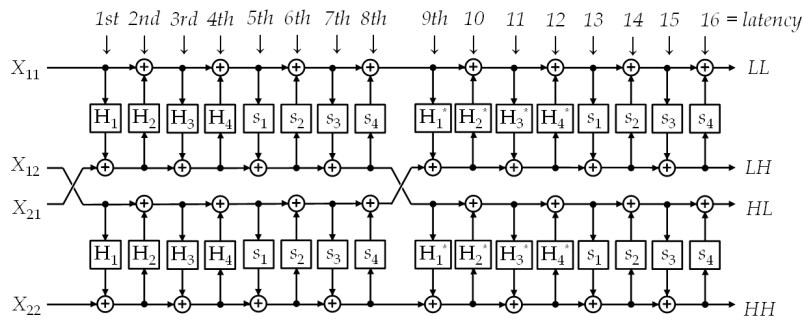 1st 2nd 3rd 4th 5th 6th 7th 8th 9th 10 11 12 13 14 15 16 = latency
X11 LL
H1 H2 H3 H4 s1 s2 s3 s4 H1* H2* H3* H4* s1 s2 s3 s4
X12 LH
X21 HL
H1 H2 H3 H4 s1 s2 s3 s4 H1* H2* H3* H4* s1 s2 s3 s4
X22 HH